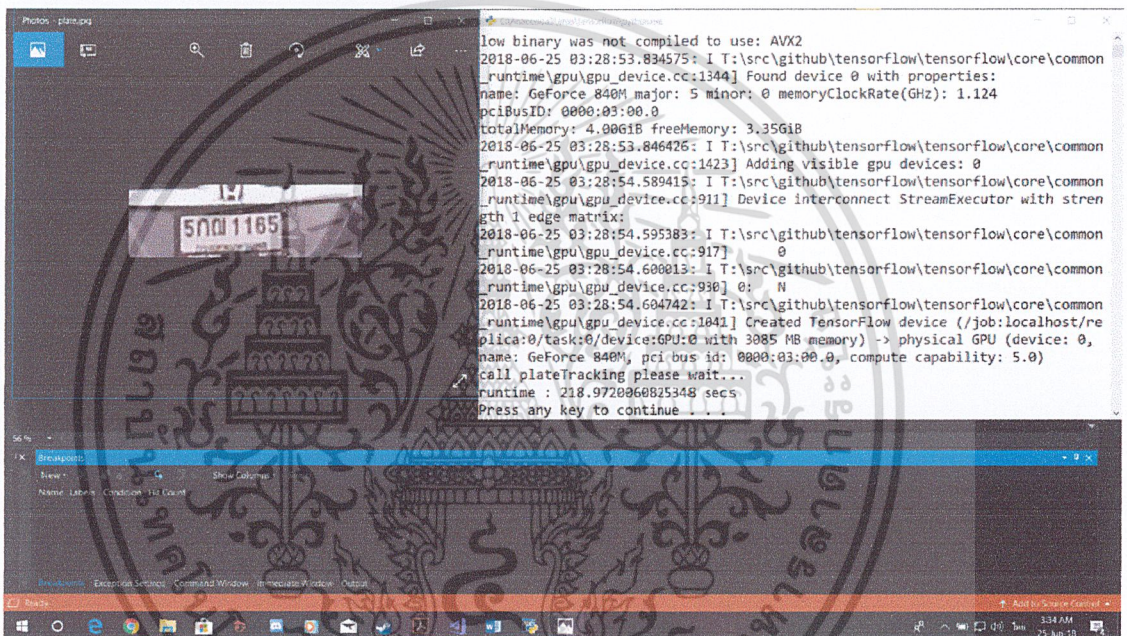 Photos - plate.jpg
5กฌ 1165
low binary was not compiled to use: AVX2
2018-06-25 03:28:53.834575: I T:\src\github\tensorflow\tensorflow\core\common
_runtime\gpu\gpu_device.cc:1344] Found device 0 with properties:
name: GeForce 840M major: 5 minor: 0 memoryClockRate(GHz): 1.124
pciBusID: 0000:03:00.0
totalMemory: 4.00GiB freeMemory: 3.35GiB
2018-06-25 03:28:53.846426: I T:\src\github\tensorflow\tensorflow\core\common
_runtime\gpu\gpu_device.cc:1423] Adding visible gpu devices: 0
2018-06-25 03:28:54.589415: I T:\src\github\tensorflow\tensorflow\core\common
_runtime\gpu\gpu_device.cc:911] Device interconnect StreamExecutor with stren
gth 1 edge matrix:
2018-06-25 03:28:54.595383: I T:\src\github\tensorflow\tensorflow\core\common
_runtime\gpu\gpu_device.cc:917] 0
2018-06-25 03:28:54.600013: I T:\src\github\tensorflow\tensorflow\core\common
_runtime\gpu\gpu_device.cc:930] 0: N
2018-06-25 03:28:54.604742: I T:\src\github\tensorflow\tensorflow\core\common
_runtime\gpu\gpu_device.cc:1041] Created TensorFlow device (/job:localhost/re
plica:0/task:0/device:GPU:0 with 3085 MB memory) -> physical GPU (device: 0,
name: GeForce 840M, pci bus id: 0000:03:00.0, compute capability: 5.0)
call plateTracking please wait...
runtime : 218.9720060825348 secs
Press any key to continue . . .
56 %
Breakpoints
New
Show Columns
Name Labels Condition Hit Count
Breakpoints Exception Settings Command Window Immediate Window Output
Ready
Add to Source Control
ไทย
3:34 AM
25-Jun-18